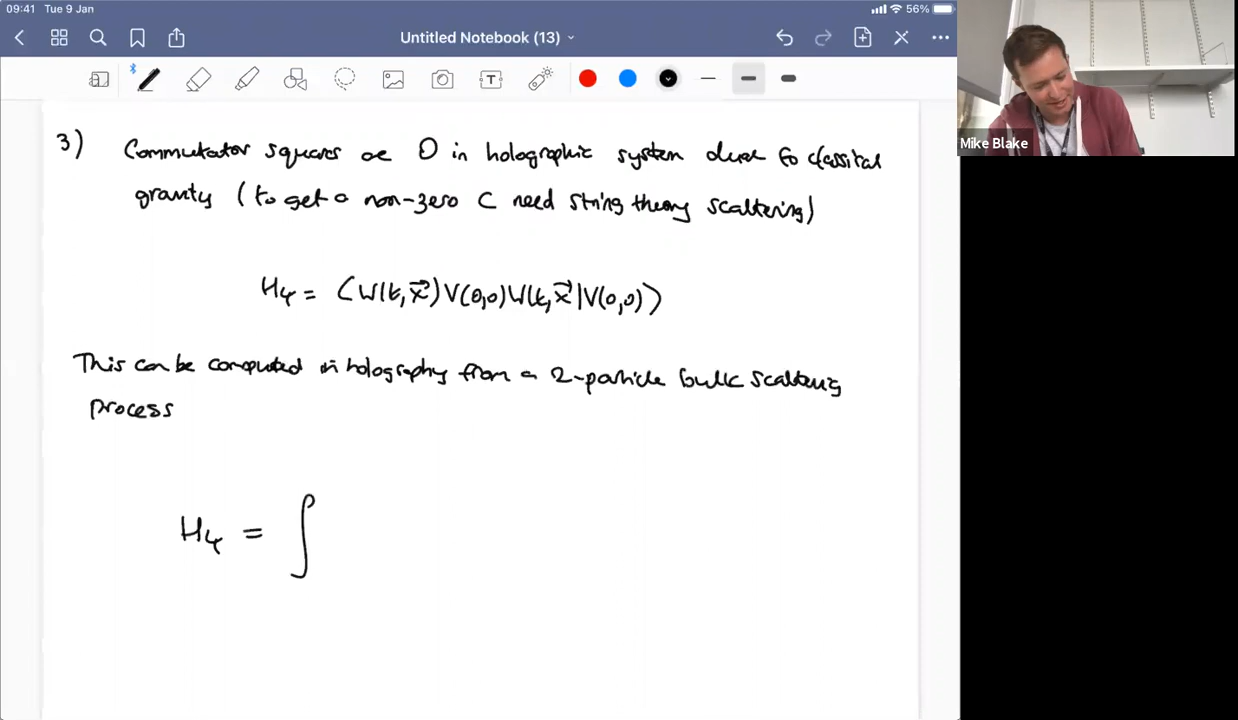 09:41 Tue 9 Jan
56%
Untitled Notebook (13)
Mike Blake
3) Commutator squares are 0 in holographic system dual to classical
gravity (to get a non-zero C need string theory scattering)
H₄ = ⟨W(t, x⃗) V(0,0) W(t, x⃗) V(0,0)⟩
This can be computed in holography from a 2-particle bulk scattering
process
H₄ = ∫